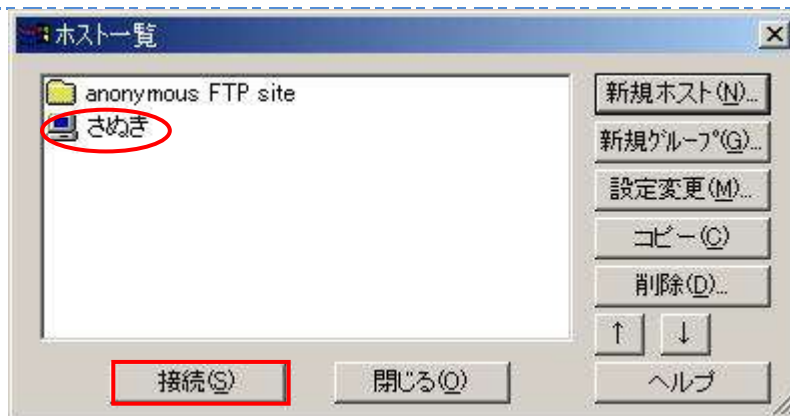 ホスト一覧
anonymous FTP site
さぬき
新規ホスト(N)...
新規ｸﾞﾙｰﾌﾟ(G)...
設定変更(M)...
コピー(C)
削除(D)...
↑ ↓
接続(S) 閉じる(O) ヘルプ